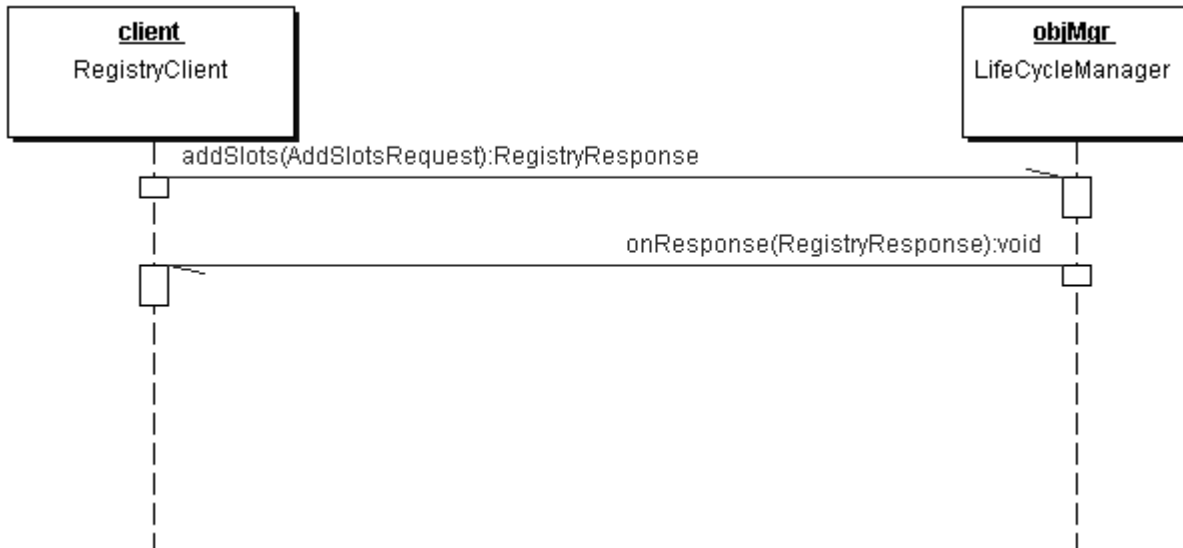 client
RegistryClient
objMgr
LifeCycleManager
addSlots(AddSlotsRequest):RegistryResponse
onResponse(RegistryResponse):void